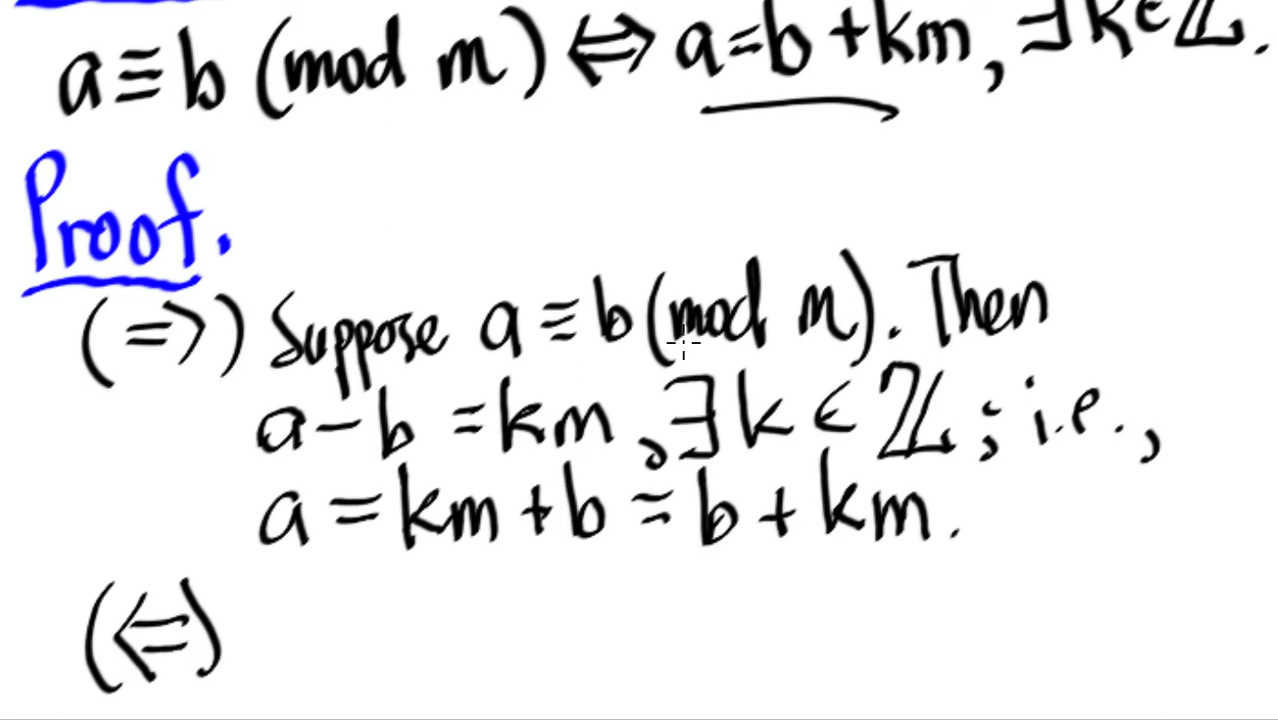 a ≡ b (mod m) ⟺ a = b + km, ∃ k ∈ ℤ.
Proof.
(⇒) Suppose a ≡ b (mod m). Then
a - b = km, ∃ k ∈ ℤ; i.e.,
a = km + b = b + km.
(⇐)